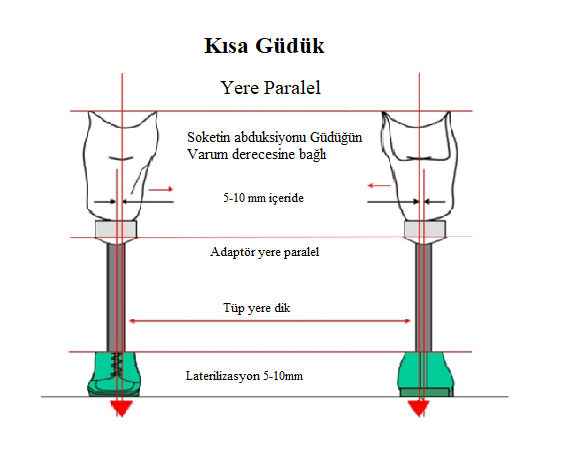 Kısa Güdük
Yere Paralel
Soketin abduksiyonu Güdüğün
Varum derecesine bağlı
5-10 mm içeride
Adaptör yere paralel
Tüp yere dik
Laterilizasyon 5-10mm